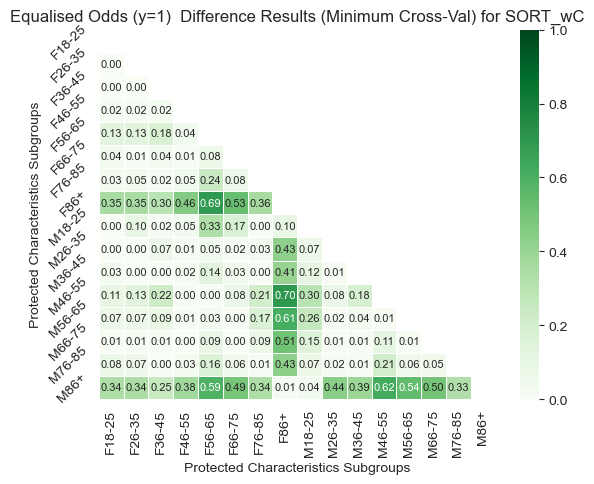 Equalised Odds (y=1)  Difference Results (Minimum Cross-Val) for SORT_wC
Protected Characteristics Subgroups
F18-25
F26-35
0.00
F36-45
0.00 0.00
F46-55
0.02 0.02 0.02
F56-65
0.13 0.13 0.18 0.04
F66-75
0.04 0.01 0.04 0.01 0.08
F76-85
0.03 0.05 0.02 0.05 0.24 0.08
F86+
0.35 0.35 0.30 0.46 0.69 0.53 0.36
M18-25
0.00 0.10 0.02 0.05 0.33 0.17 0.00 0.10
M26-35
0.00 0.00 0.07 0.01 0.05 0.02 0.03 0.43 0.07
M36-45
0.03 0.00 0.00 0.02 0.14 0.03 0.00 0.41 0.12 0.01
M46-55
0.11 0.13 0.22 0.00 0.00 0.08 0.21 0.70 0.30 0.08 0.18
M56-65
0.07 0.07 0.09 0.01 0.03 0.00 0.17 0.61 0.26 0.02 0.04 0.01
M66-75
0.01 0.01 0.01 0.00 0.09 0.00 0.09 0.51 0.15 0.01 0.01 0.11 0.01
M76-85
0.08 0.07 0.00 0.03 0.16 0.06 0.01 0.43 0.07 0.02 0.01 0.21 0.06 0.05
M86+
0.34 0.34 0.25 0.38 0.59 0.49 0.34 0.01 0.04 0.44 0.39 0.62 0.54 0.50 0.33
F18-25 F26-35 F36-45 F46-55 F56-65 F66-75 F76-85 F86+ M18-25 M26-35 M36-45 M46-55 M56-65 M66-75 M76-85 M86+
Protected Characteristics Subgroups
1.0
0.8
0.6
0.4
0.2
0.0